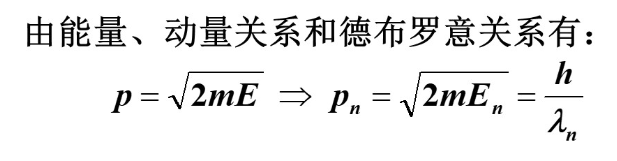 由能量、动量关系和德布罗意关系有：
p = √2mE ⇒ pₙ = √2mEₙ = h/λₙ